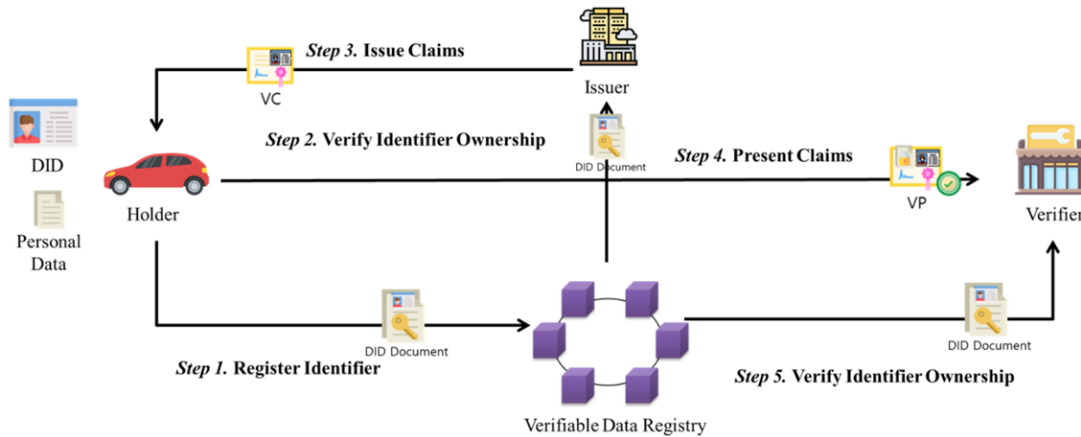 Step 3. Issue Claims
VC
Issuer
Step 2. Verify Identifier Ownership
DID Document
Step 4. Present Claims
VP
DID
Personal
Data
Holder
Verifier
DID Document
Step 1. Register Identifier
DID Document
Step 5. Verify Identifier Ownership
Verifiable Data Registry